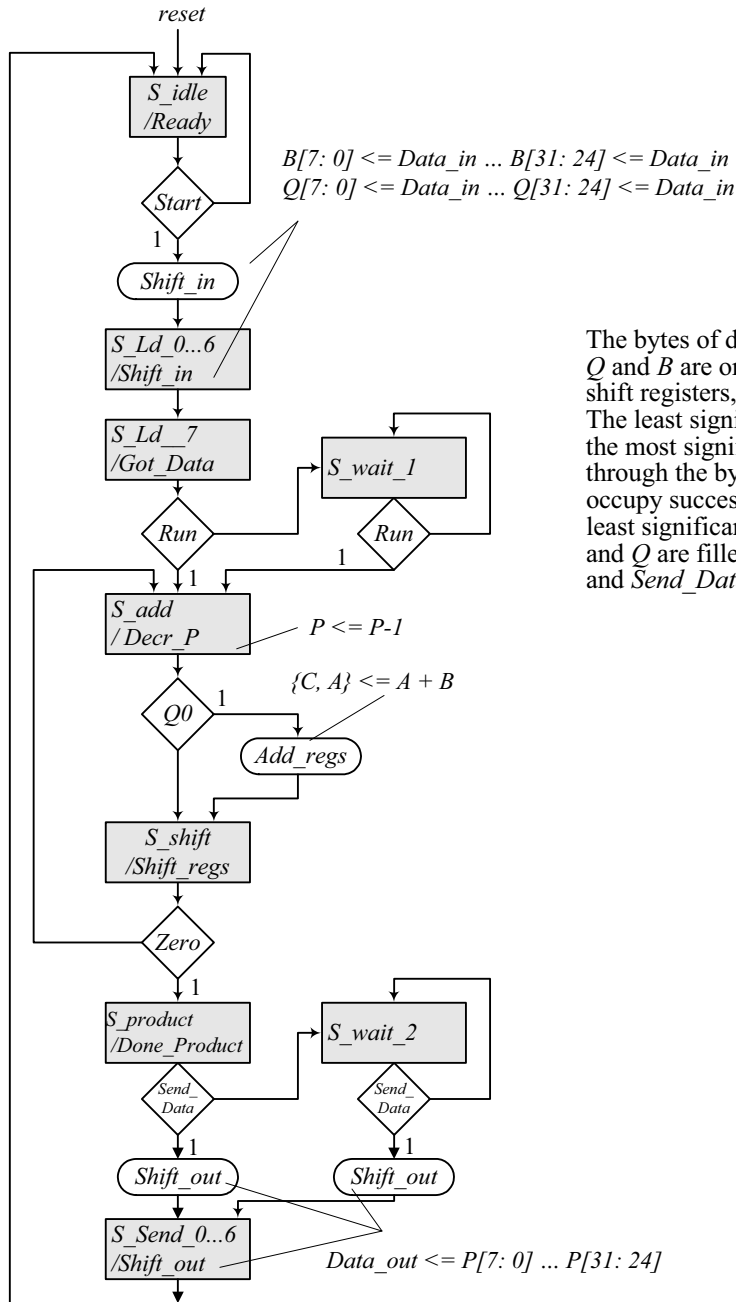 reset
S_idle
/Ready
B[7: 0] <= Data_in ... B[31: 24] <= Data_in
Q[7: 0] <= Data_in ... Q[31: 24] <= Data_in
Start
1
Shift_in
The bytes of d
Q and B are or
shift registers,
The least signi
the most signif
through the by
occupy succes
least significar
and Q are fille
and Send_Dat
S_Ld_0...6
/Shift_in
S_Ld__7
/Got_Data
S_wait_1
Run
Run
1
1
S_add
/ Decr_P
P <= P-1
{C, A} <= A + B
Q0
1
Add_regs
S_shift
/Shift_regs
Zero
1
S_product
/Done_Product
S_wait_2
Send_
Data
Send_
Data
1
1
Shift_out
Shift_out
S_Send_0...6
/Shift_out
Data_out <= P[7: 0] ... P[31: 24]